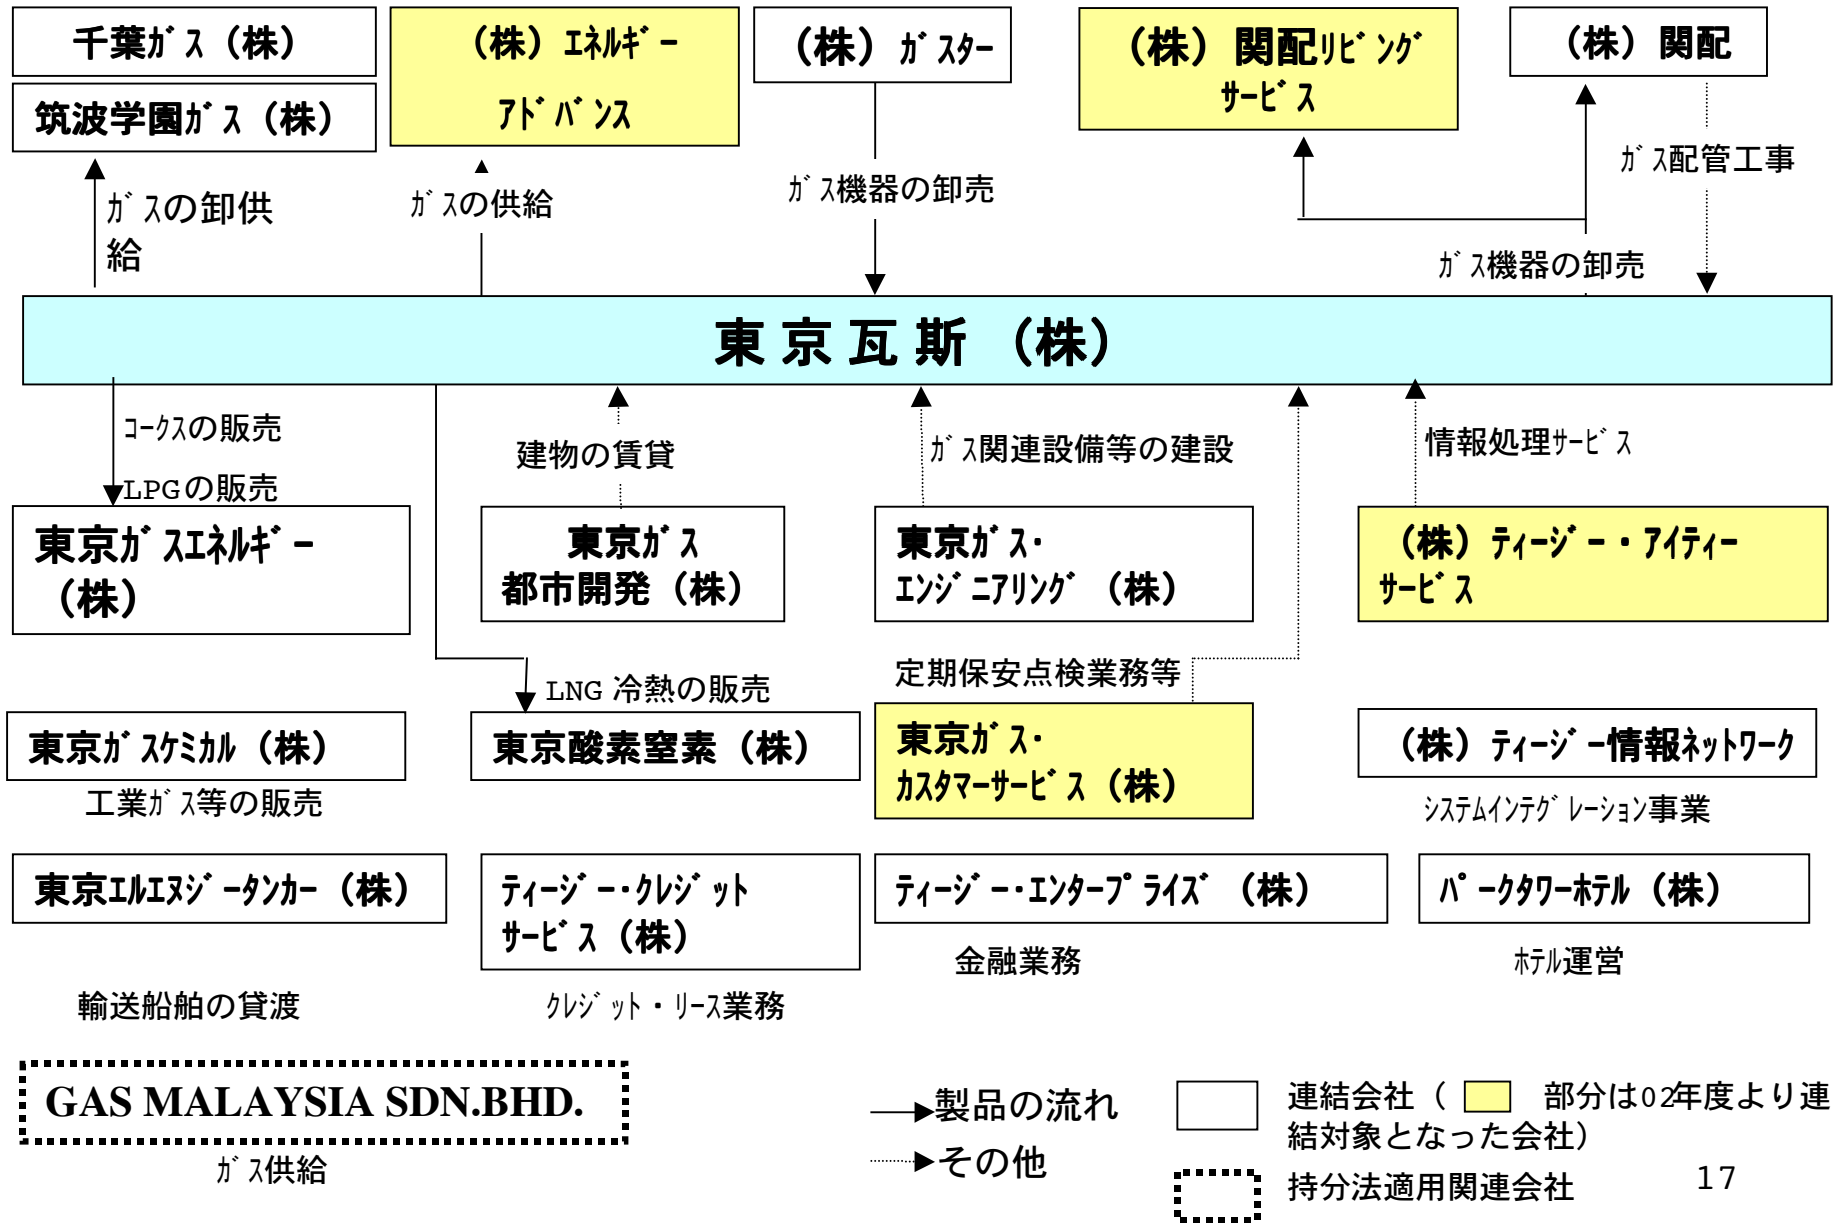 千葉ｶﾞｽ（株）
筑波学園ｶﾞｽ（株）
（株）ｴﾈﾙｷﾞｰ
ｱﾄﾞﾊﾞﾝｽ
（株）ｶﾞｽﾀｰ
（株）関配ﾘﾋﾞﾝｸﾞ
ｻｰﾋﾞｽ
（株）関配
ｶﾞｽの卸供
給
ｶﾞｽの供給
ｶﾞｽ機器の卸売
ｶﾞｽ配管工事
ｶﾞｽ機器の卸売
東京瓦斯（株）
ｺｰｸｽの販売
LPGの販売
建物の賃貸
ｶﾞｽ関連設備等の建設
情報処理ｻｰﾋﾞｽ
東京ｶﾞｽｴﾈﾙｷﾞｰ
（株）
東京ｶﾞｽ
都市開発（株）
東京ｶﾞｽ･
ｴﾝｼﾞﾆｱﾘﾝｸﾞ（株）
（株）ﾃｨｰｼﾞｰ・ｱｲﾃｨｰ
ｻｰﾋﾞｽ
LNG 冷熱の販売
定期保安点検業務等
東京ｶﾞｽｹﾐｶﾙ（株）
工業ｶﾞｽ等の販売
東京酸素窒素（株）
東京ｶﾞｽ･
ｶｽﾀﾏｰｻｰﾋﾞｽ（株）
（株）ﾃｨｰｼﾞｰ情報ﾈｯﾄﾜｰｸ
ｼｽﾃﾑｲﾝﾃｸﾞﾚｰｼｮﾝ事業
東京ｴﾙｴﾇｼﾞｰﾀﾝｶｰ（株）
輸送船舶の貸渡
ﾃｨｰｼﾞｰ･ｸﾚｼﾞｯﾄ
ｻｰﾋﾞｽ（株）
ｸﾚｼﾞｯﾄ・ﾘｰｽ業務
ﾃｨｰｼﾞｰ･ｴﾝﾀｰﾌﾟﾗｲｽﾞ（株）
金融業務
ﾊﾟｰｸﾀﾜｰﾎﾃﾙ（株）
ﾎﾃﾙ運営
GAS MALAYSIA SDN.BHD.
ｶﾞｽ供給
製品の流れ
その他
連結会社（ 部分は02年度より連
結対象となった会社）
持分法適用関連会社
17